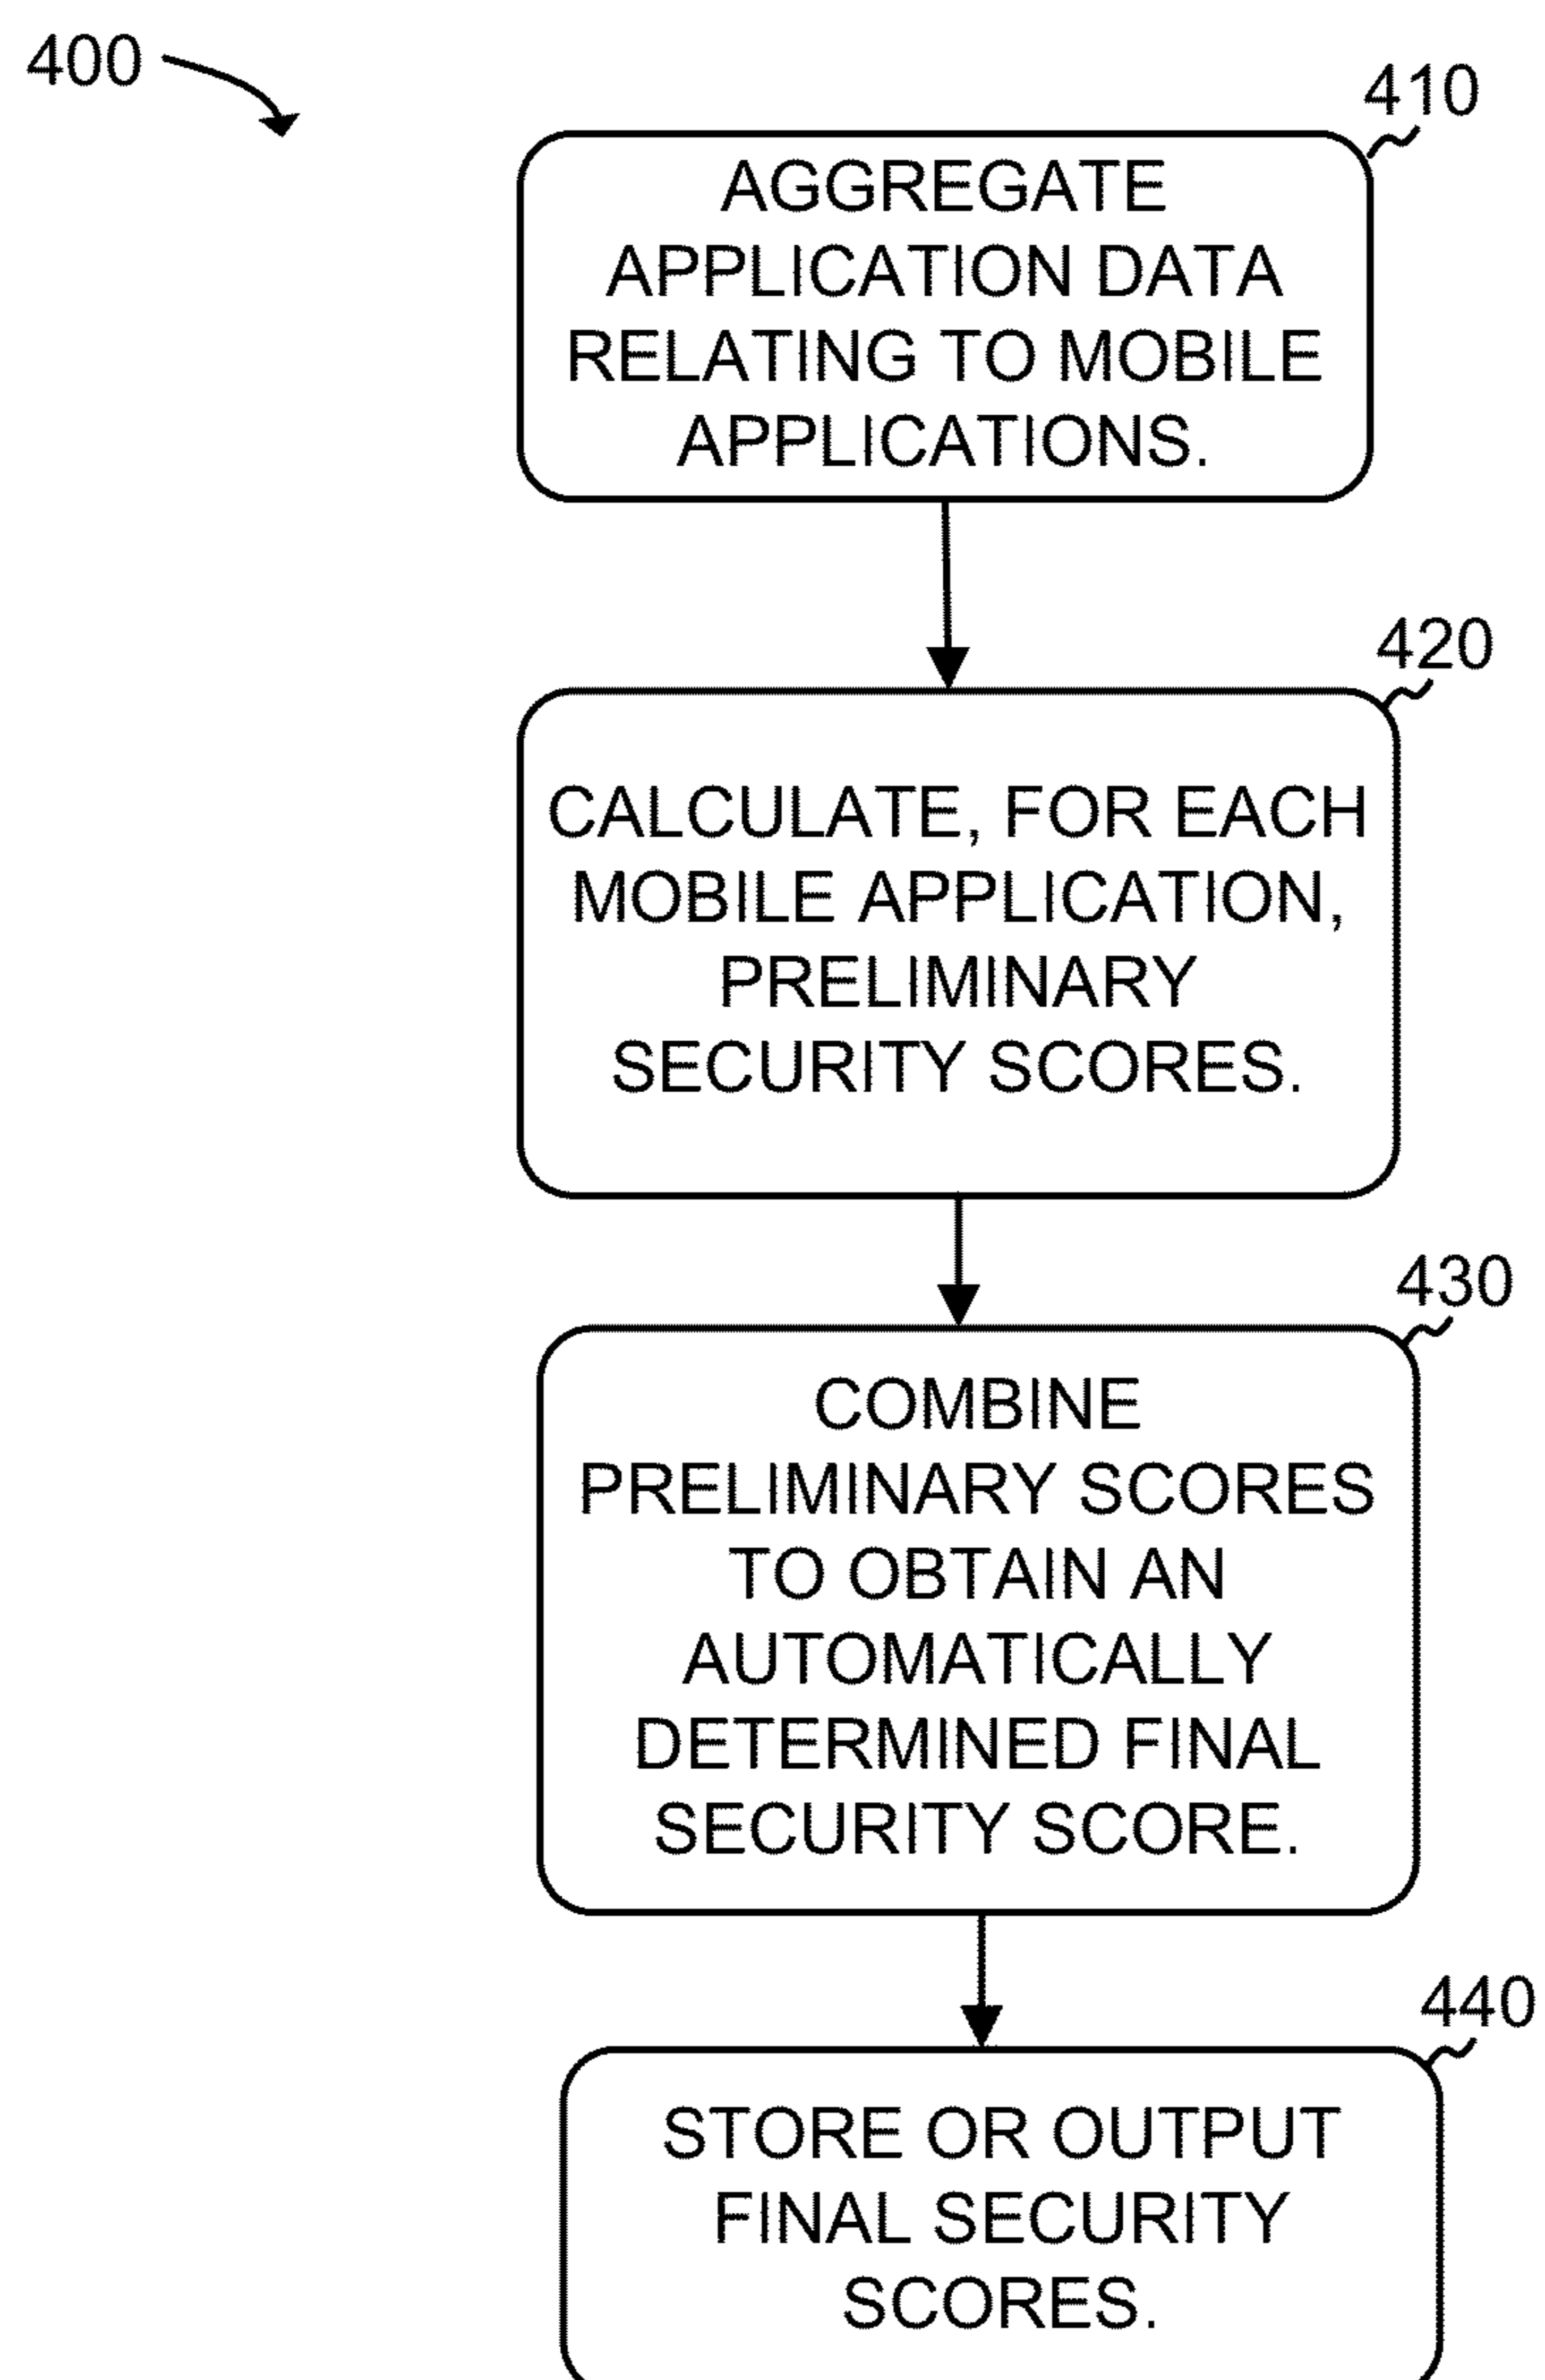 400
410
AGGREGATE
APPLICATION DATA
RELATING TO MOBILE
APPLICATIONS.
420
CALCULATE, FOR EACH
MOBILE APPLICATION,
PRELIMINARY
SECURITY SCORES.
430
COMBINE
PRELIMINARY SCORES
TO OBTAIN AN
AUTOMATICALLY
DETERMINED FINAL
SECURITY SCORE.
440
STORE OR OUTPUT
FINAL SECURITY
SCORES.